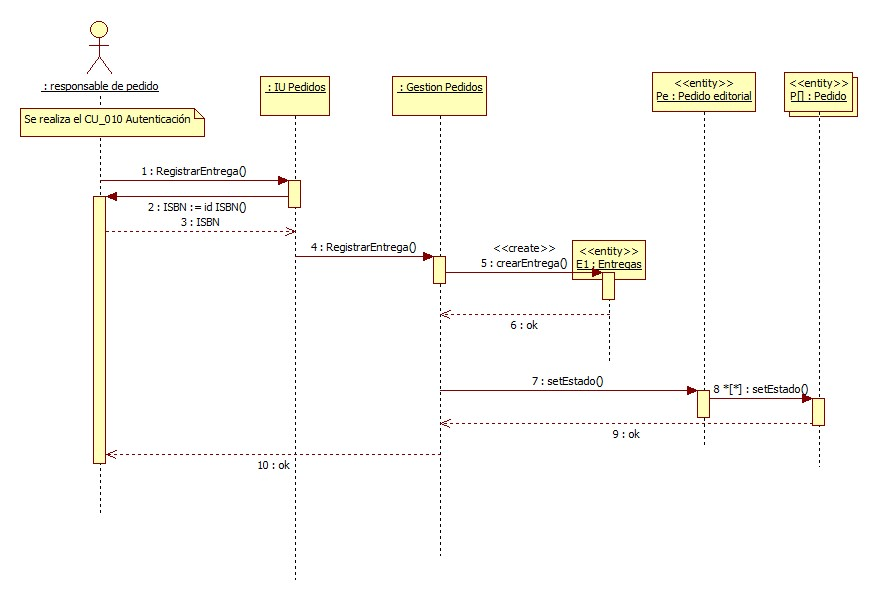 : responsable de pedido
: IU Pedidos
: Gestion Pedidos
<<entity>>
Pe : Pedido editorial
<<entity>>
P[] : Pedido
Se realiza el CU_010 Autenticación
1 : RegistrarEntrega()
2 : ISBN := id ISBN()
3 : ISBN
4 : RegistrarEntrega()
<<create>>
5 : crearEntrega()
<<entity>>
E1 : Entregas
6 : ok
7 : setEstado()
8 *[*] : setEstado()
9 : ok
10 : ok